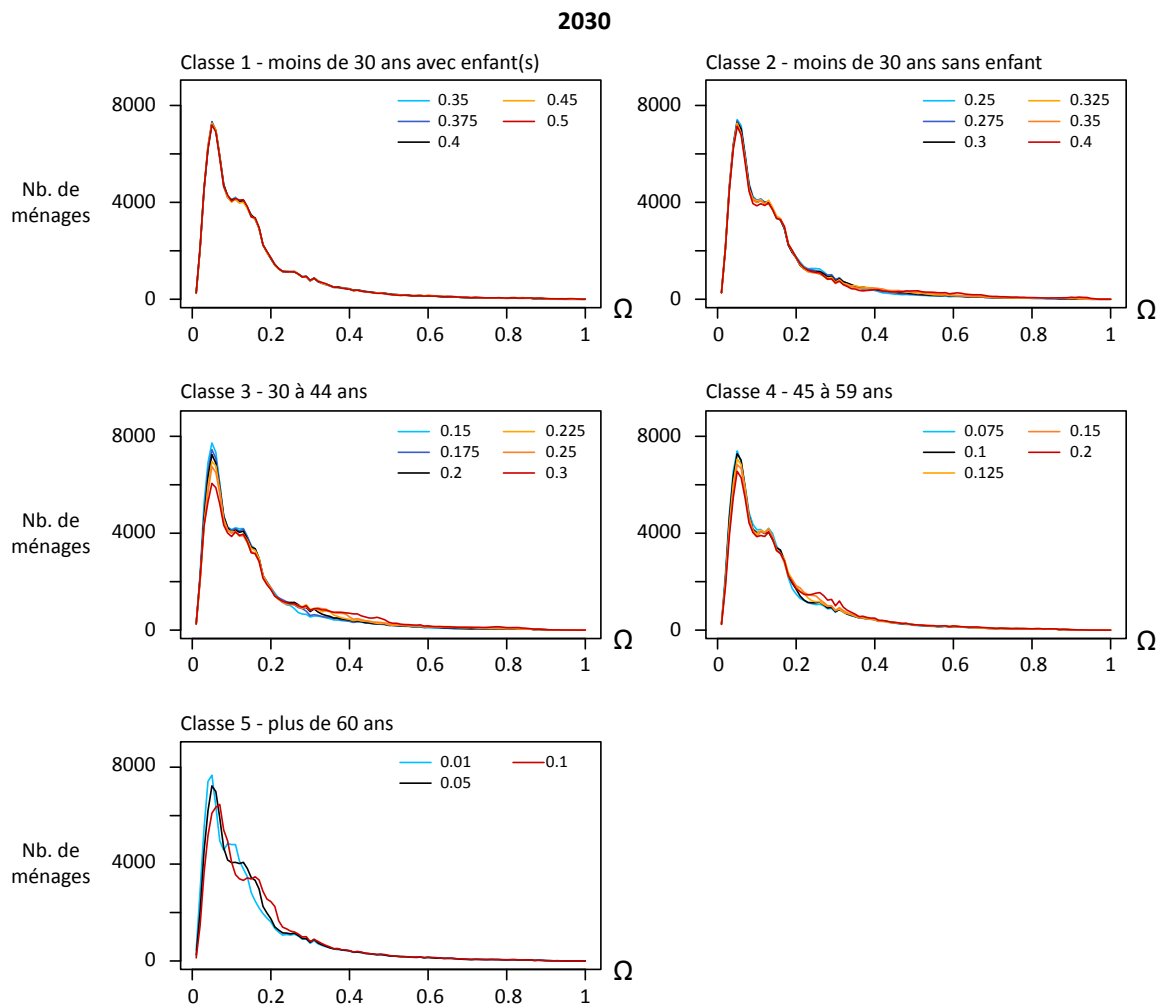 2030
Classe 1 - moins de 30 ans avec enfant(s)
Nb. de
ménages
8000
4000
0
0.35 0.45
0.375 0.5
0.4
0 0.2 0.4 0.6 0.8 1 Ω
Classe 2 - moins de 30 ans sans enfant
8000
4000
0
0.25 0.325
0.275 0.35
0.3 0.4
0 0.2 0.4 0.6 0.8 1 Ω
Classe 3 - 30 à 44 ans
Nb. de
ménages
8000
4000
0
0.15 0.225
0.175 0.25
0.2 0.3
0 0.2 0.4 0.6 0.8 1 Ω
Classe 4 - 45 à 59 ans
8000
4000
0
0.075 0.15
0.1 0.2
0.125
0 0.2 0.4 0.6 0.8 1 Ω
Classe 5 - plus de 60 ans
Nb. de
ménages
8000
4000
0
0.01 0.1
0.05
0 0.2 0.4 0.6 0.8 1 Ω